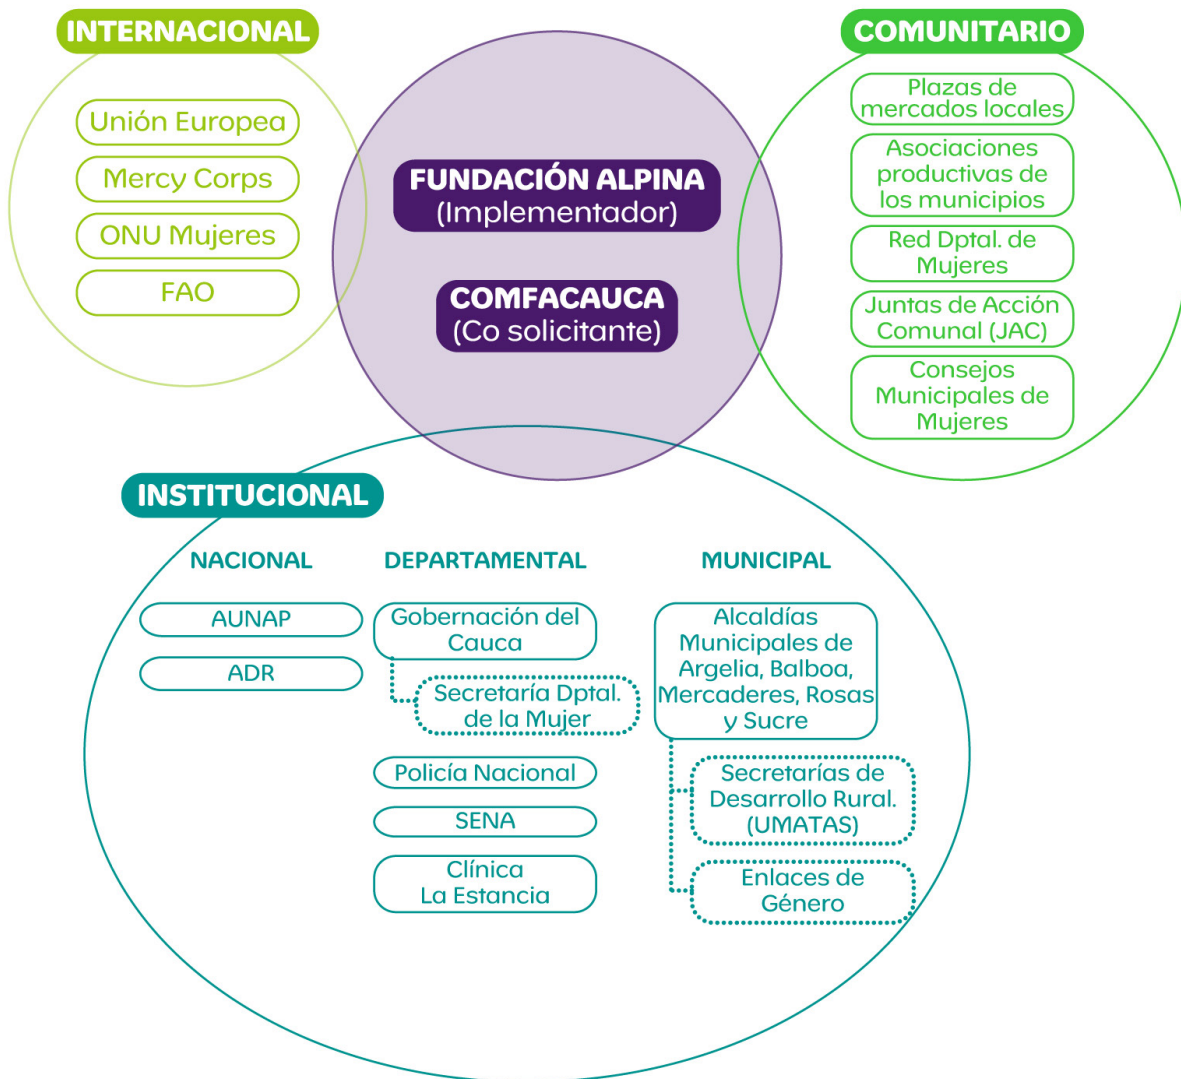 INTERNACIONAL
Unión Europea
Mercy Corps
ONU Mujeres
FAO
FUNDACIÓN ALPINA
(Implementador)
COMFACAUCA
(Co solicitante)
COMUNITARIO
Plazas de
mercados locales
Asociaciones
productivas de
los municipios
Red Dptal. de
Mujeres
Juntas de Acción
Comunal (JAC)
Consejos
Municipales de
Mujeres
INSTITUCIONAL
NACIONAL
AUNAP
ADR
DEPARTAMENTAL
Gobernación del
Cauca
Secretaría Dptal.
de la Mujer
Policía Nacional
SENA
Clínica
La Estancia
MUNICIPAL
Alcaldías
Municipales de
Argelia, Balboa,
Mercaderes, Rosas
y Sucre
Secretarías de
Desarrollo Rural.
(UMATAS)
Enlaces de
Género